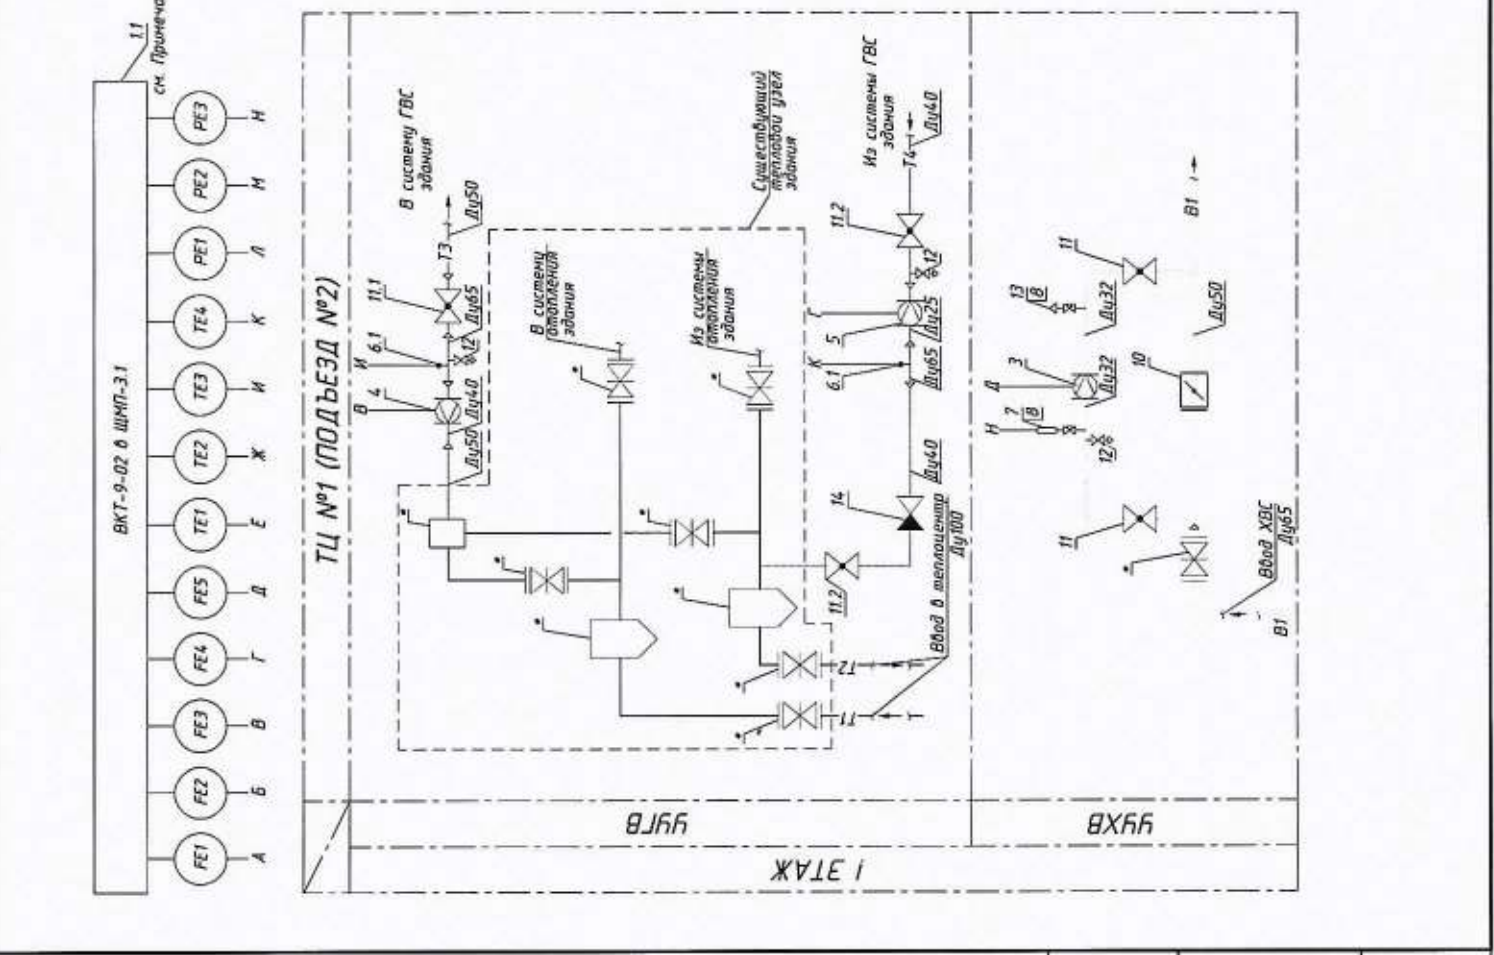 1.1
см. Примеча
ВКТ-9-02 в ЩМП-3.1
PE3
Н
PE2
М
PE1
Л
TE4
К
TE3
И
TE2
Ж
TE1
Е
FE5
Д
FE4
Г
FE3
В
FE2
Б
FE1
А
ТЦ №1 (ПОДЪЕЗД №2)
В систему ГВС
здания
Ду50
Т3
11.1
Ду65
6.1
12
И
4
В
Ду40
Ду50
*
*
*
*
*
*
*
*
В систему
отопления
здания
Из системы
отопления
здания
Существующий
тепловой узел
здания
Из системы ГВС
здания
Ду40
Т4
11.2
12
Г
5
Ду25
К
6.1
Ду65
Ду40
14
11.2
Ввод в теплоцентр
Ду100
Т2
Т1
УУГВ
В1
11
13
8
Ду32
Ду50
Д
3
Ду32
10
Н
7
8
12
11
*
Ввод ХВС
Ду65
В1
УУХВ
I ЭТАЖ